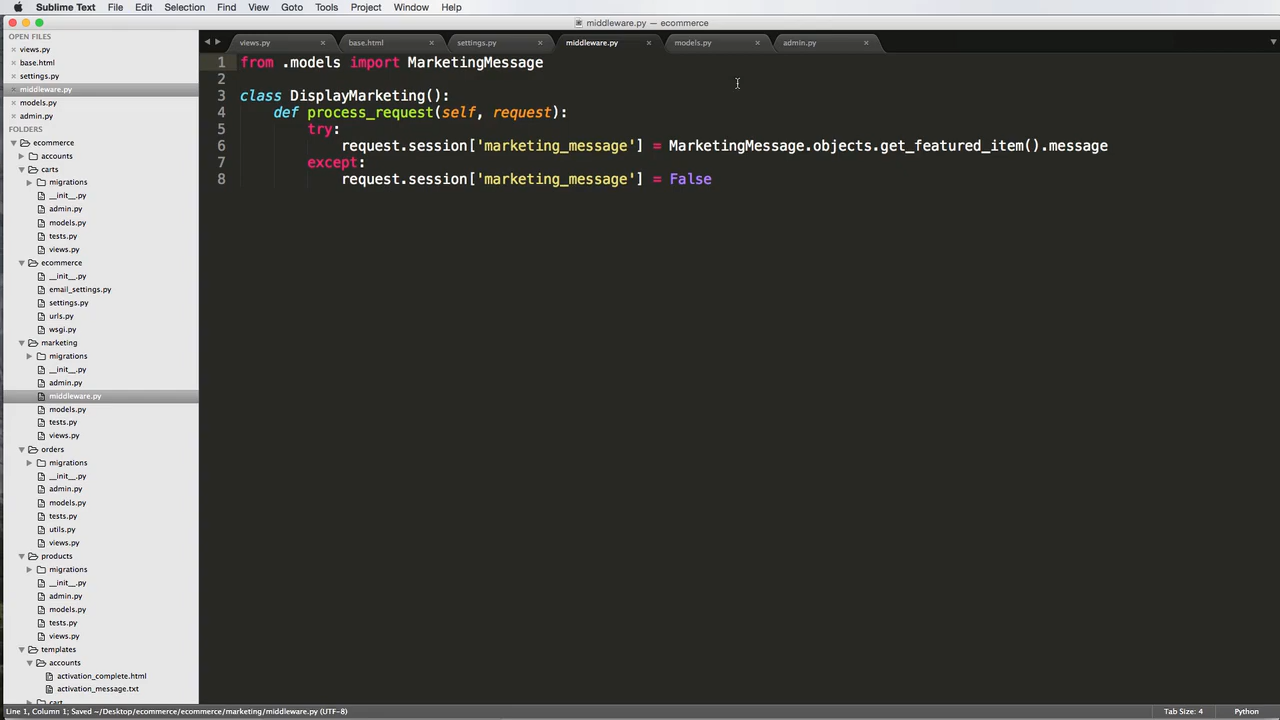 Sublime Text File Edit Selection Find View Goto Tools Project Window Help
middleware.py — ecommerce
OPEN FILES
views.py
base.html
settings.py
middleware.py
models.py
admin.py
FOLDERS
ecommerce
accounts
carts
migrations
__init__.py
admin.py
models.py
tests.py
views.py
ecommerce
__init__.py
email_settings.py
settings.py
urls.py
wsgi.py
marketing
migrations
__init__.py
admin.py
middleware.py
models.py
tests.py
views.py
orders
migrations
__init__.py
admin.py
models.py
tests.py
utils.py
views.py
products
migrations
__init__.py
admin.py
models.py
tests.py
views.py
templates
accounts
activation_complete.html
activation_message.txt
cart
views.py base.html settings.py middleware.py models.py admin.py
1 from .models import MarketingMessage
2
3 class DisplayMarketing():
4 def process_request(self, request):
5 try:
6 request.session['marketing_message'] = MarketingMessage.objects.get_featured_item().message
7 except:
8 request.session['marketing_message'] = False
Line 1, Column 1; Saved ~/Desktop/ecommerce/ecommerce/marketing/middleware.py (UTF-8) Tab Size: 4 Python